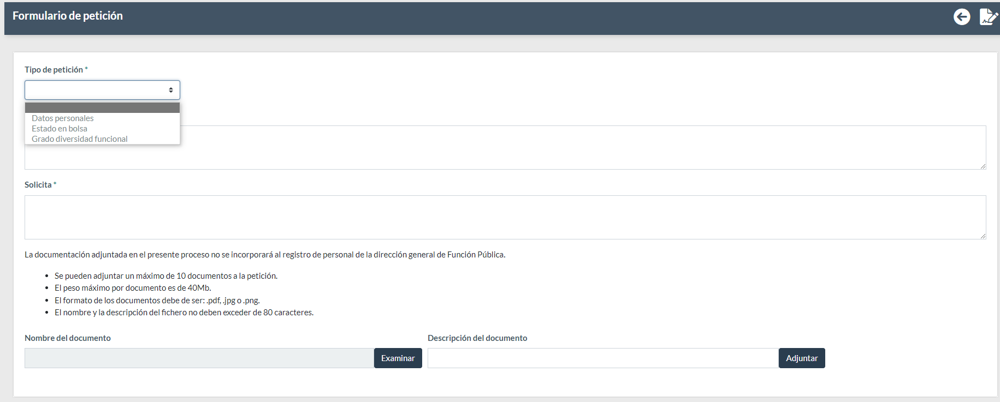 Formulario de petición
Tipo de petición *
Datos personales
Estado en bolsa
Grado diversidad funcional
Solicita *
La documentación adjuntada en el presente proceso no se incorporará al registro de personal de la dirección general de Función Pública.
• Se pueden adjuntar un máximo de 10 documentos a la petición.
• El peso máximo por documento es de 40Mb.
• El formato de los documentos debe de ser: .pdf, .jpg o .png.
• El nombre y la descripción del fichero no deben exceder de 80 caracteres.
Nombre del documento
Descripción del documento
Examinar
Adjuntar